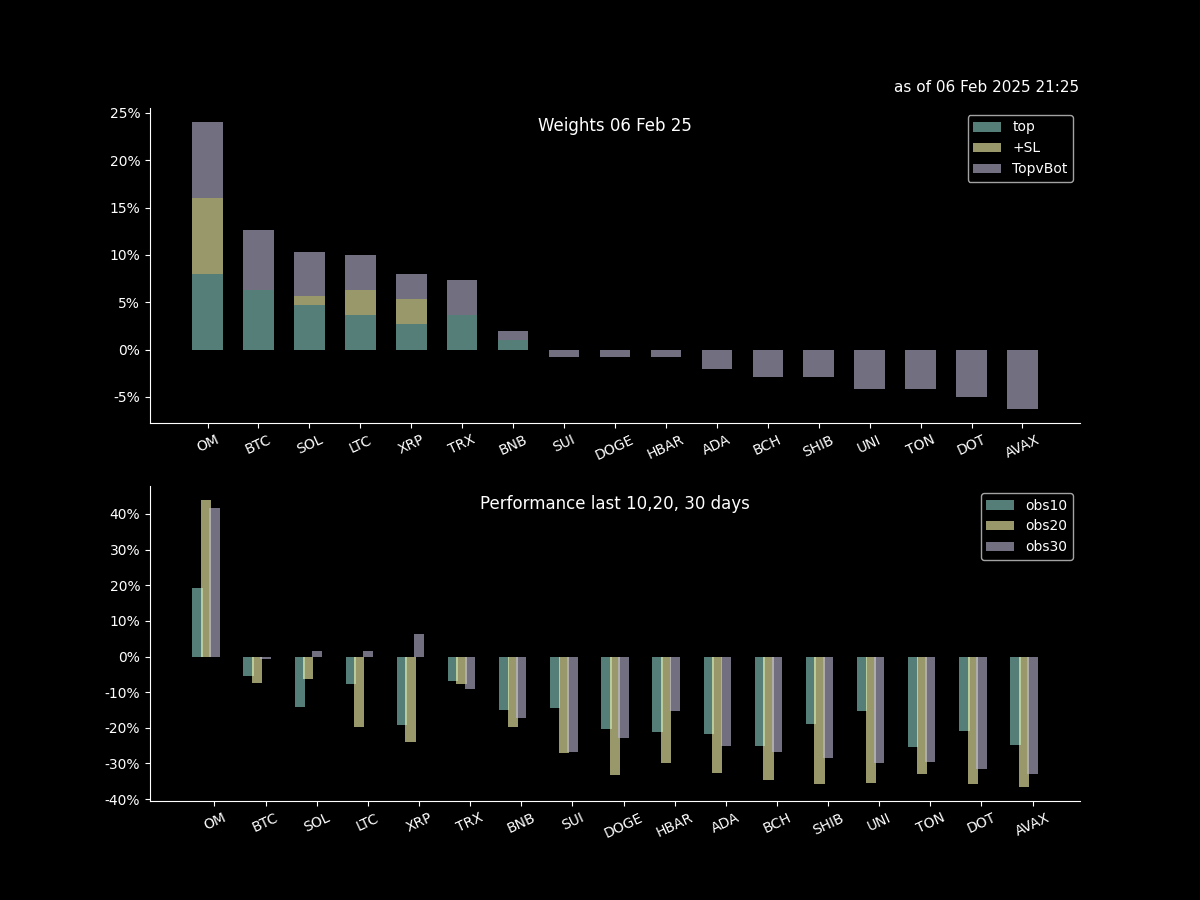 as of 06 Feb 2025 21:25
Weights 06 Feb 25
25%
20%
15%
10%
5%
0%
-5%
top
+SL
TopvBot
OM BTC SOL LTC XRP TRX BNB SUI DOGE HBAR ADA BCH SHIB UNI TON DOT AVAX
Performance last 10,20, 30 days
40%
30%
20%
10%
0%
-10%
-20%
-30%
-40%
obs10
obs20
obs30
OM BTC SOL LTC XRP TRX BNB SUI DOGE HBAR ADA BCH SHIB UNI TON DOT AVAX